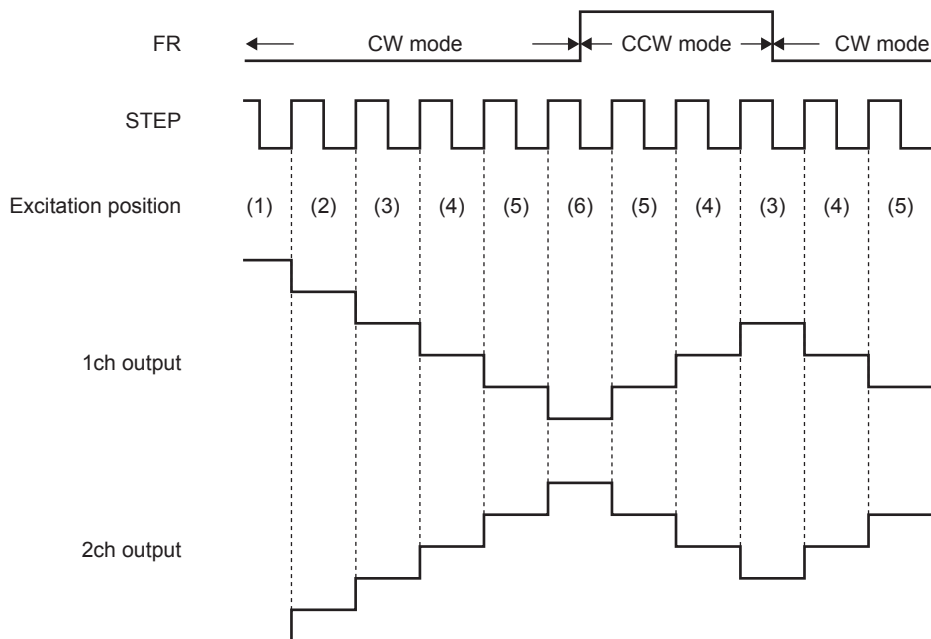 FR CW mode CCW mode CW mode
STEP
Excitation position (1) (2) (3) (4) (5) (6) (5) (4) (3) (4) (5)
1ch output
2ch output